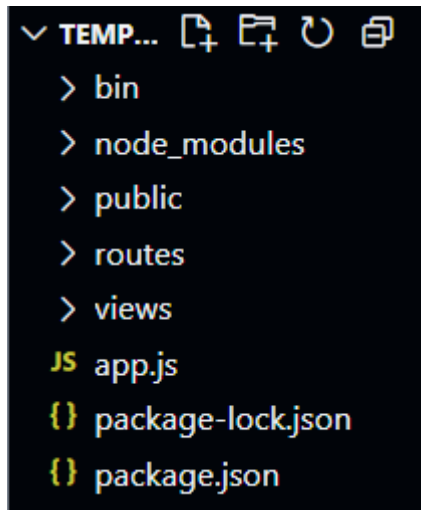 TEMP...
bin
node_modules
public
routes
views
JS app.js
{} package-lock.json
{} package.json